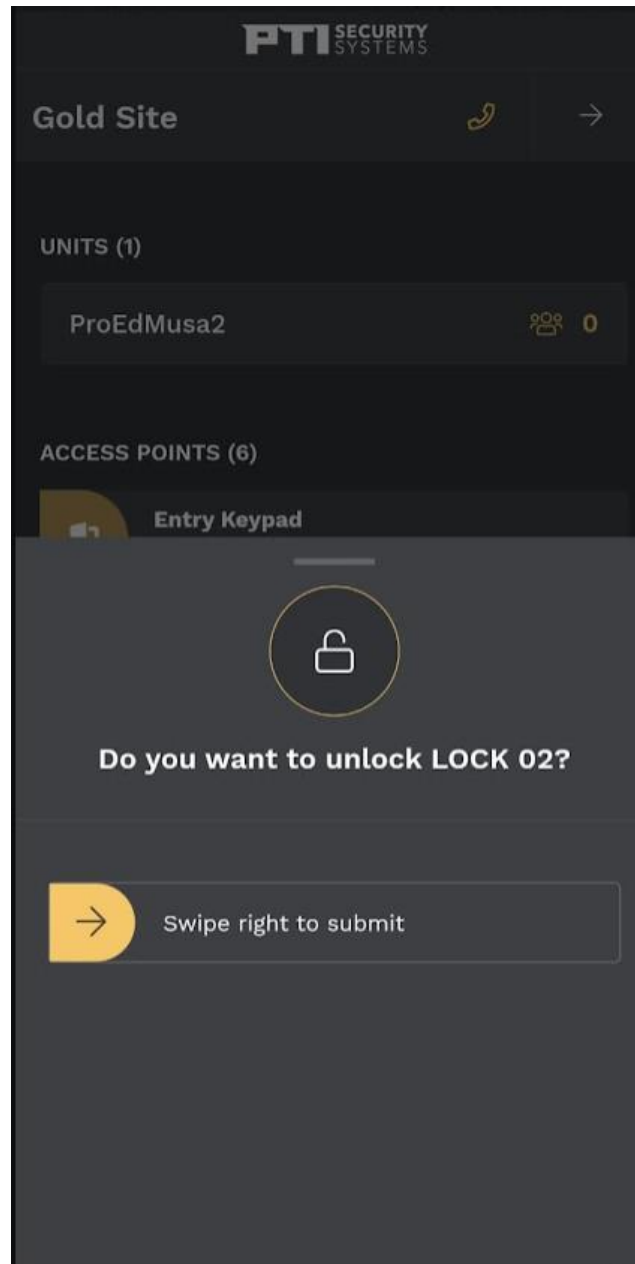 PTI SECURITY
SYSTEMS
Gold Site
UNITS (1)
ProEdMusa2 0
ACCESS POINTS (6)
Entry Keypad
Do you want to unlock LOCK 02?
Swipe right to submit